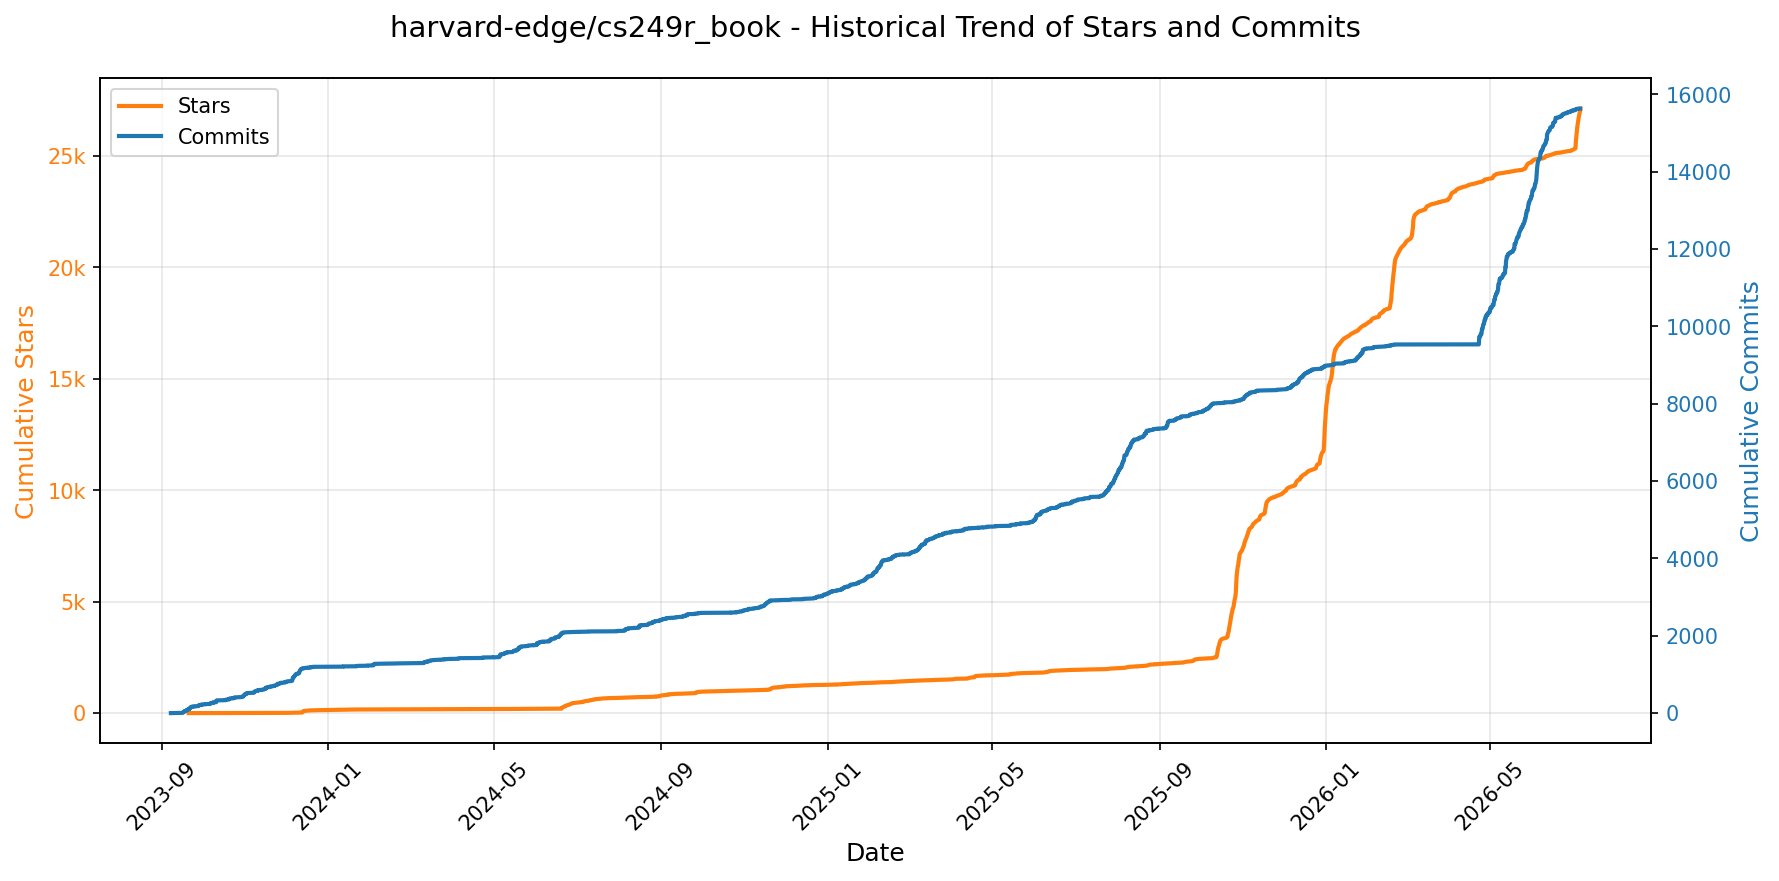 harvard-edge/cs249r_book - Historical Trend of Stars and Commits
Stars
Commits
Cumulative Stars
25k
20k
15k
10k
5k
0
16000
14000
12000
10000
8000
6000
4000
2000
0
Cumulative Commits
2023-09
2024-01
2024-05
2024-09
2025-01
2025-05
2025-09
2026-01
2026-05
Date